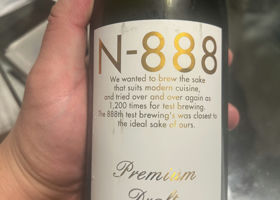 N-888
We wanted to brew the sake
that suits modern cuisine,
and tried over and over again as
1,200 times for test brewing.
The 888th test brewing's was closest to
the ideal sake of ours.
Premium
Draft